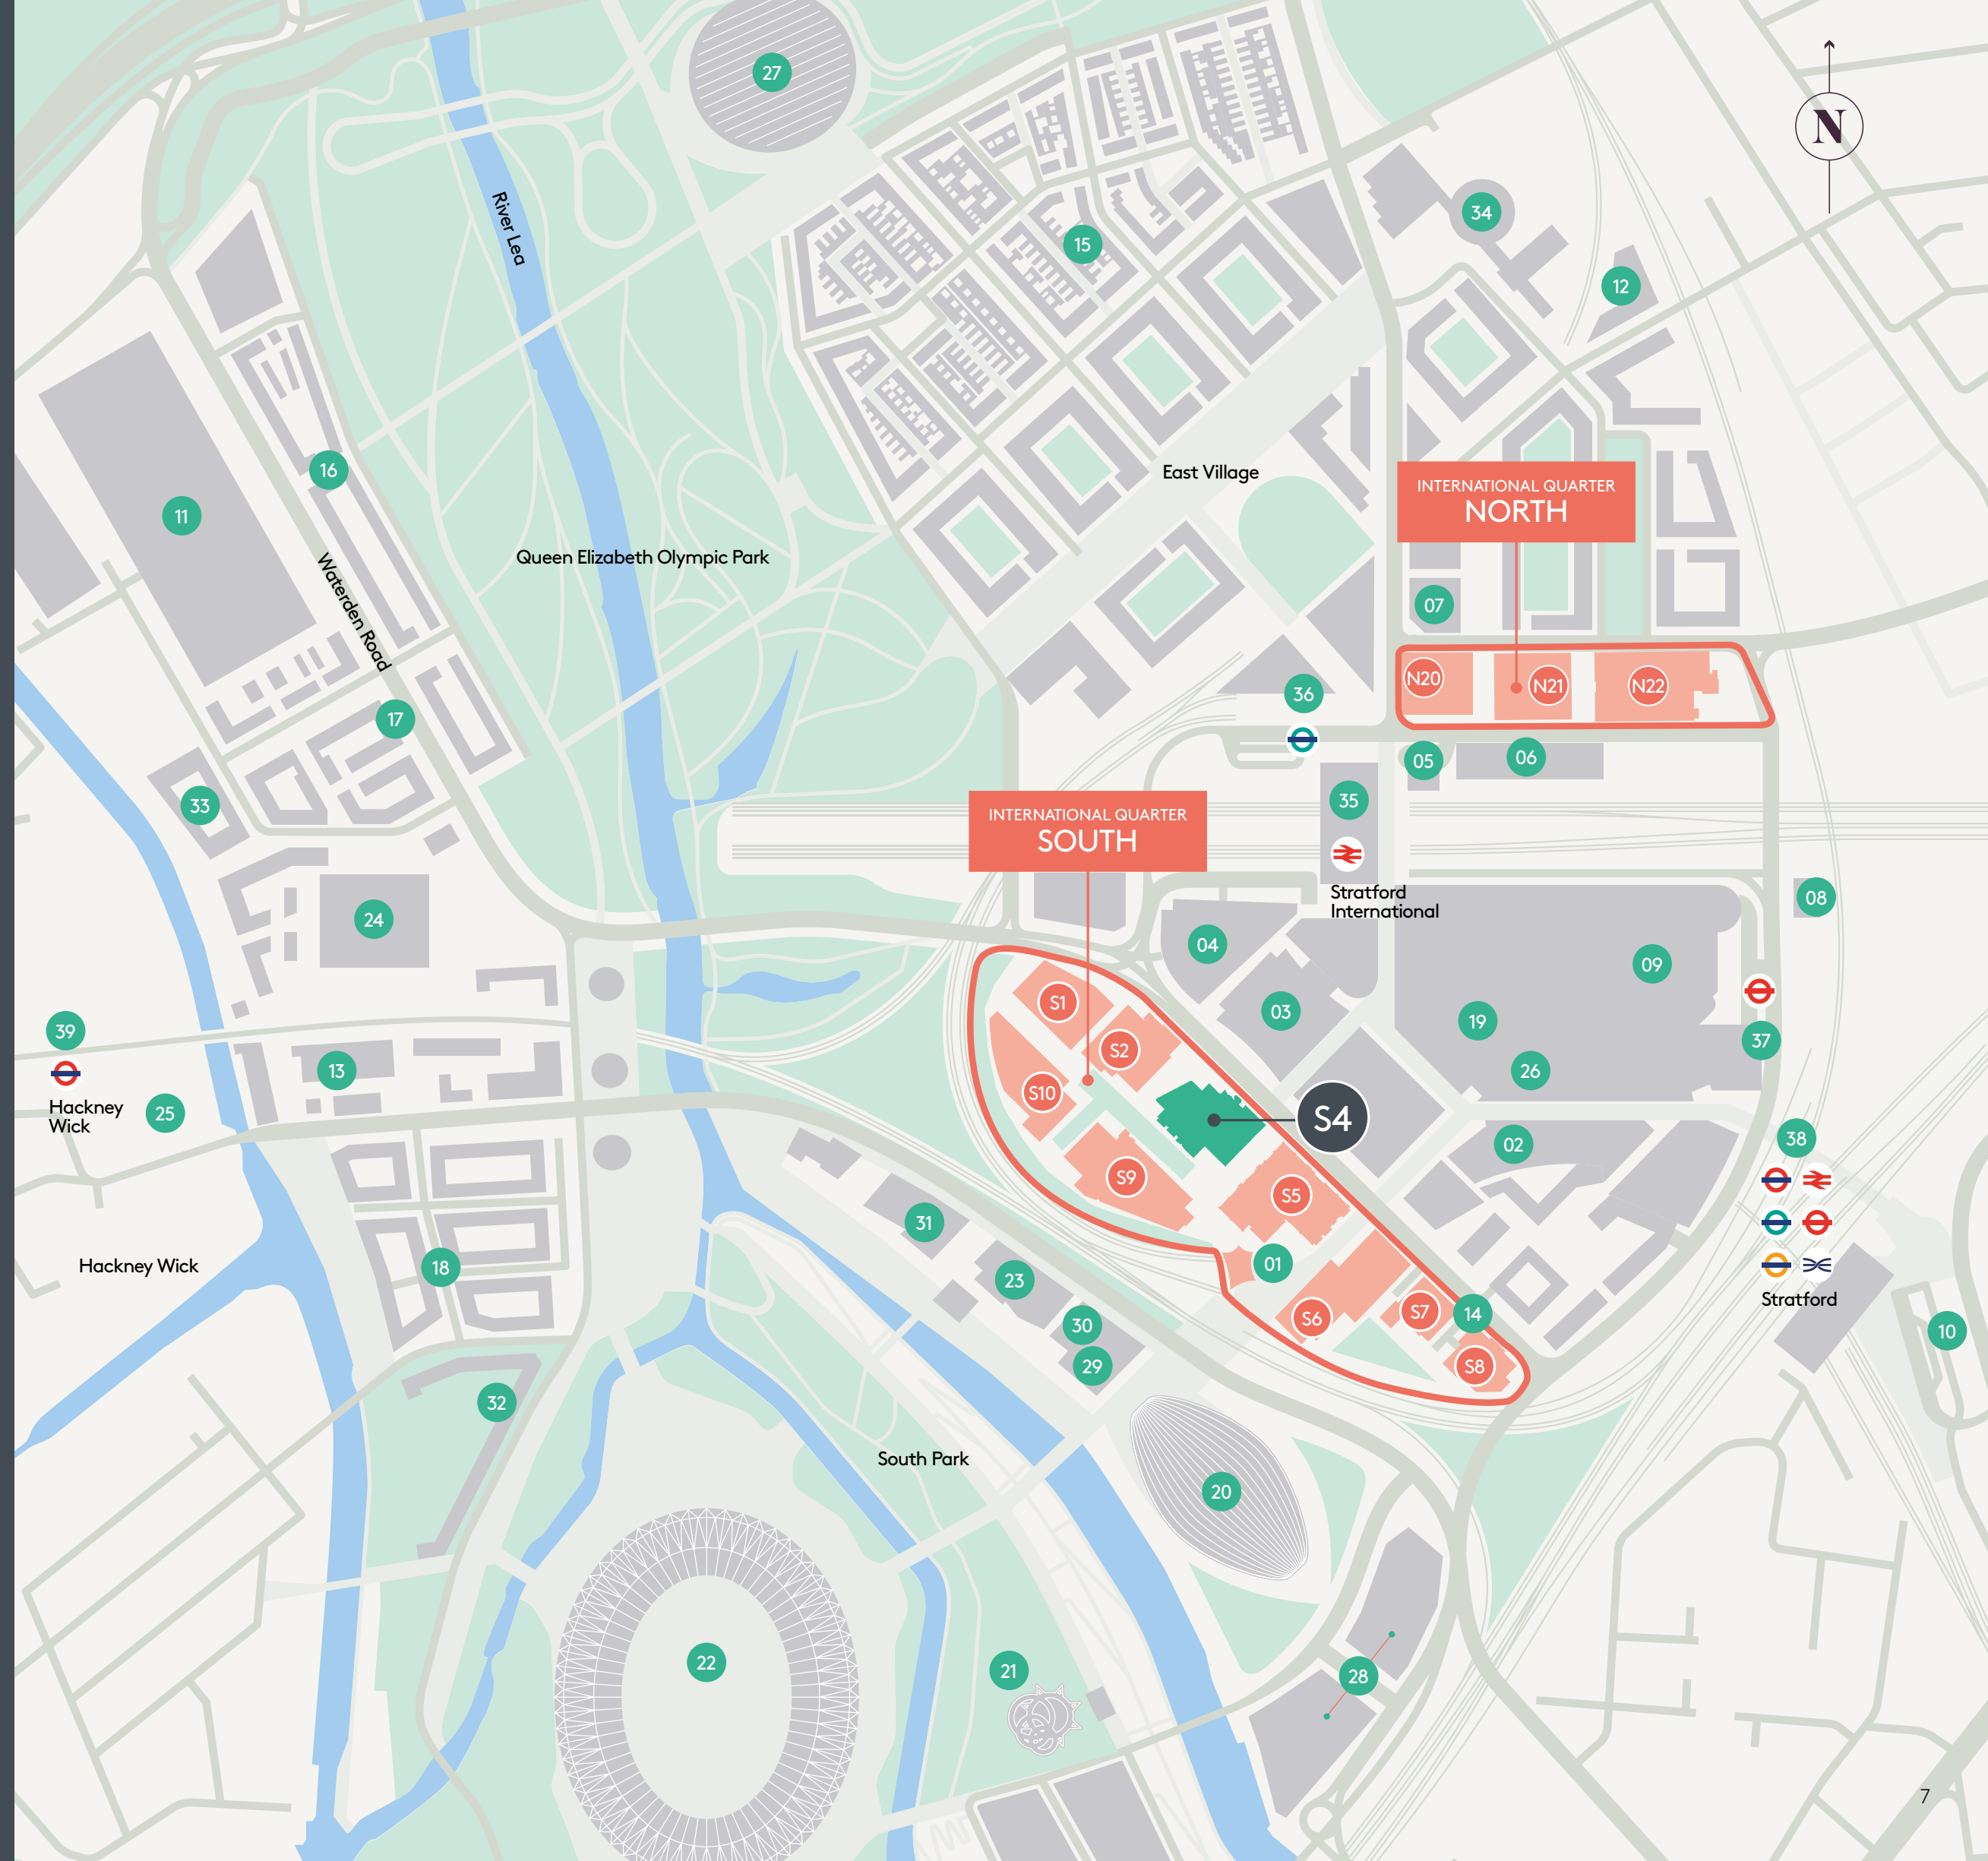 27
N
34
15
12
River Lea
16
11
East Village
INTERNATIONAL QUARTER
NORTH
Queen Elizabeth Olympic Park
07
Waterden Road
N20
N21
N22
36
17
05
06
33
35
INTERNATIONAL QUARTER
SOUTH
Stratford
International
08
24
04
09
S1
03
19
39
S2
37
13
26
S10
Hackney
Wick
25
S4
38
02
S9
S5
31
Hackney Wick
18
01
23
Stratford
S6
S7
14
30
10
29
S8
32
South Park
20
22
21
28
7